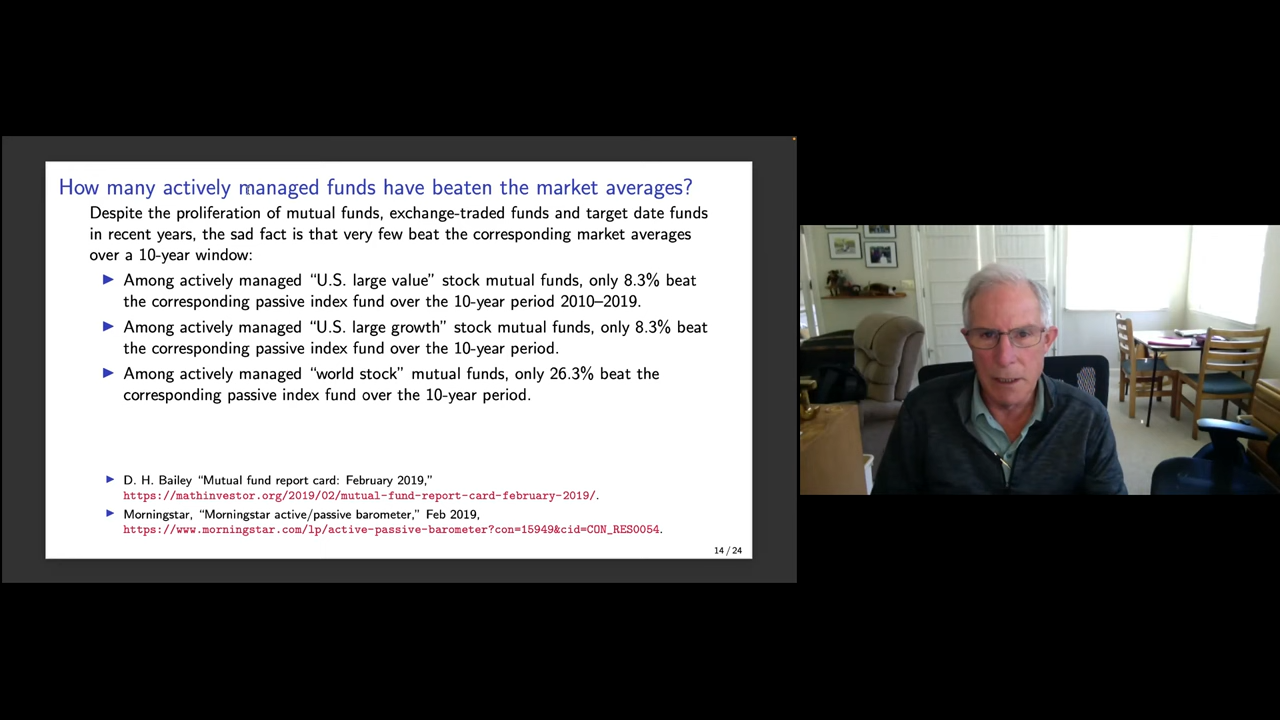 How many actively managed funds have beaten the market averages?
Despite the proliferation of mutual funds, exchange-traded funds and target date funds
in recent years, the sad fact is that very few beat the corresponding market averages
over a 10-year window:
▶ Among actively managed “U.S. large value” stock mutual funds, only 8.3% beat
the corresponding passive index fund over the 10-year period 2010–2019.
▶ Among actively managed “U.S. large growth” stock mutual funds, only 8.3% beat
the corresponding passive index fund over the 10-year period.
▶ Among actively managed “world stock” mutual funds, only 26.3% beat the
corresponding passive index fund over the 10-year period.
▶ D. H. Bailey “Mutual fund report card: February 2019,”
https://mathinvestor.org/2019/02/mutual-fund-report-card-february-2019/.
▶ Morningstar, “Morningstar active/passive barometer,” Feb 2019,
https://www.morningstar.com/lp/active-passive-barometer?con=15949&cid=CON_RES0054.
14 / 24